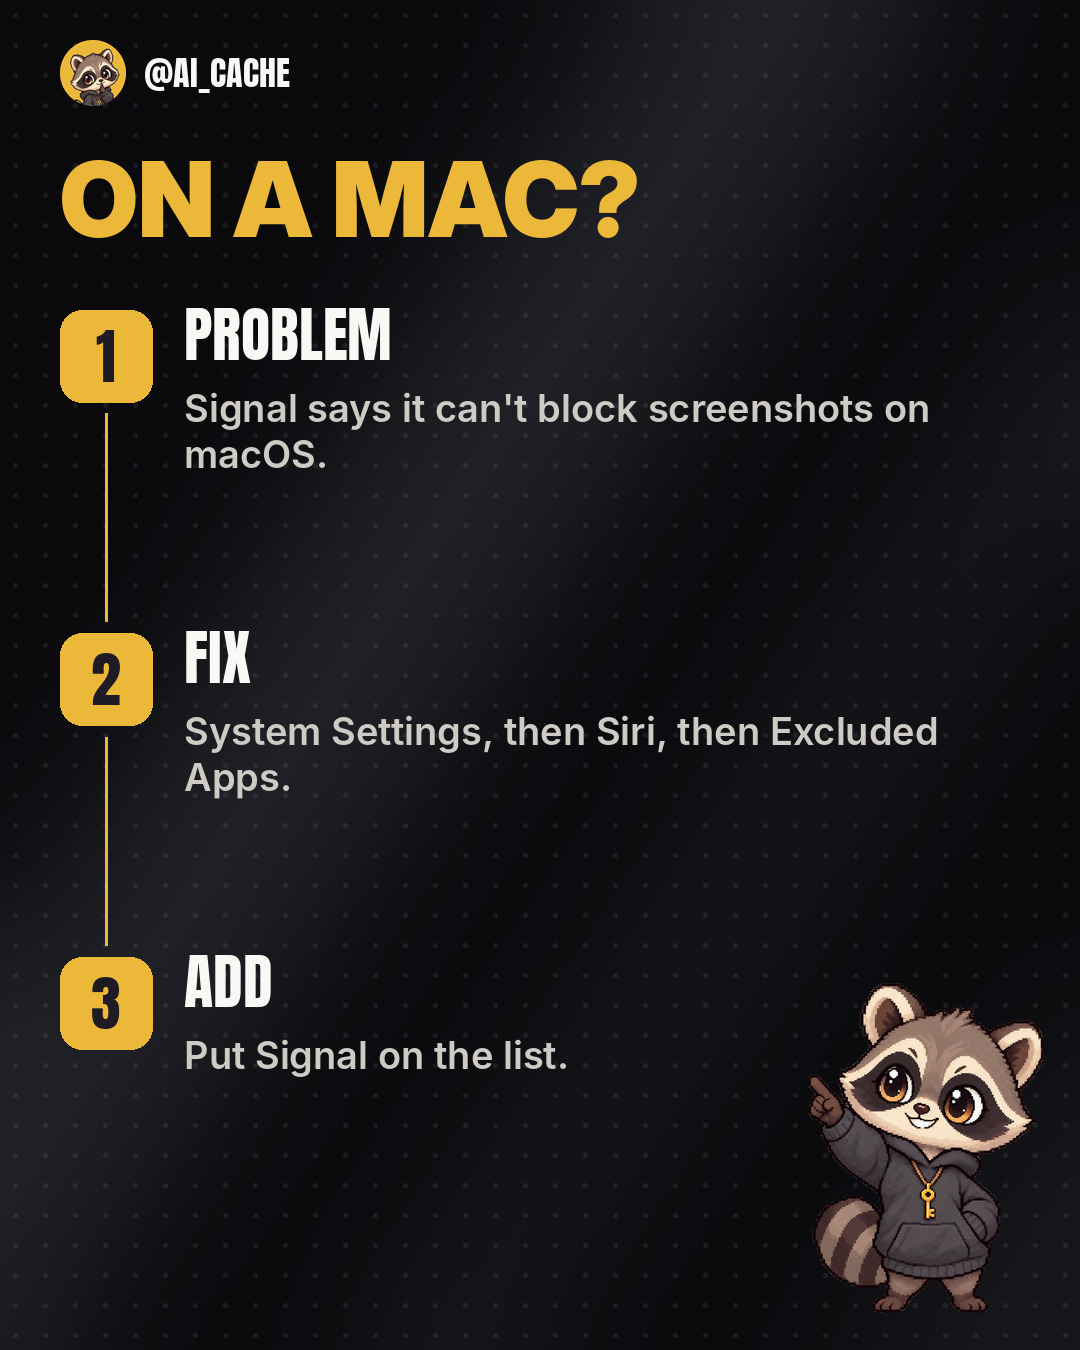 @AI_CACHE
ON A MAC?
1
PROBLEM
Signal says it can't block screenshots on
macOS.
2
FIX
System Settings, then Siri, then Excluded
Apps.
3
ADD
Put Signal on the list.